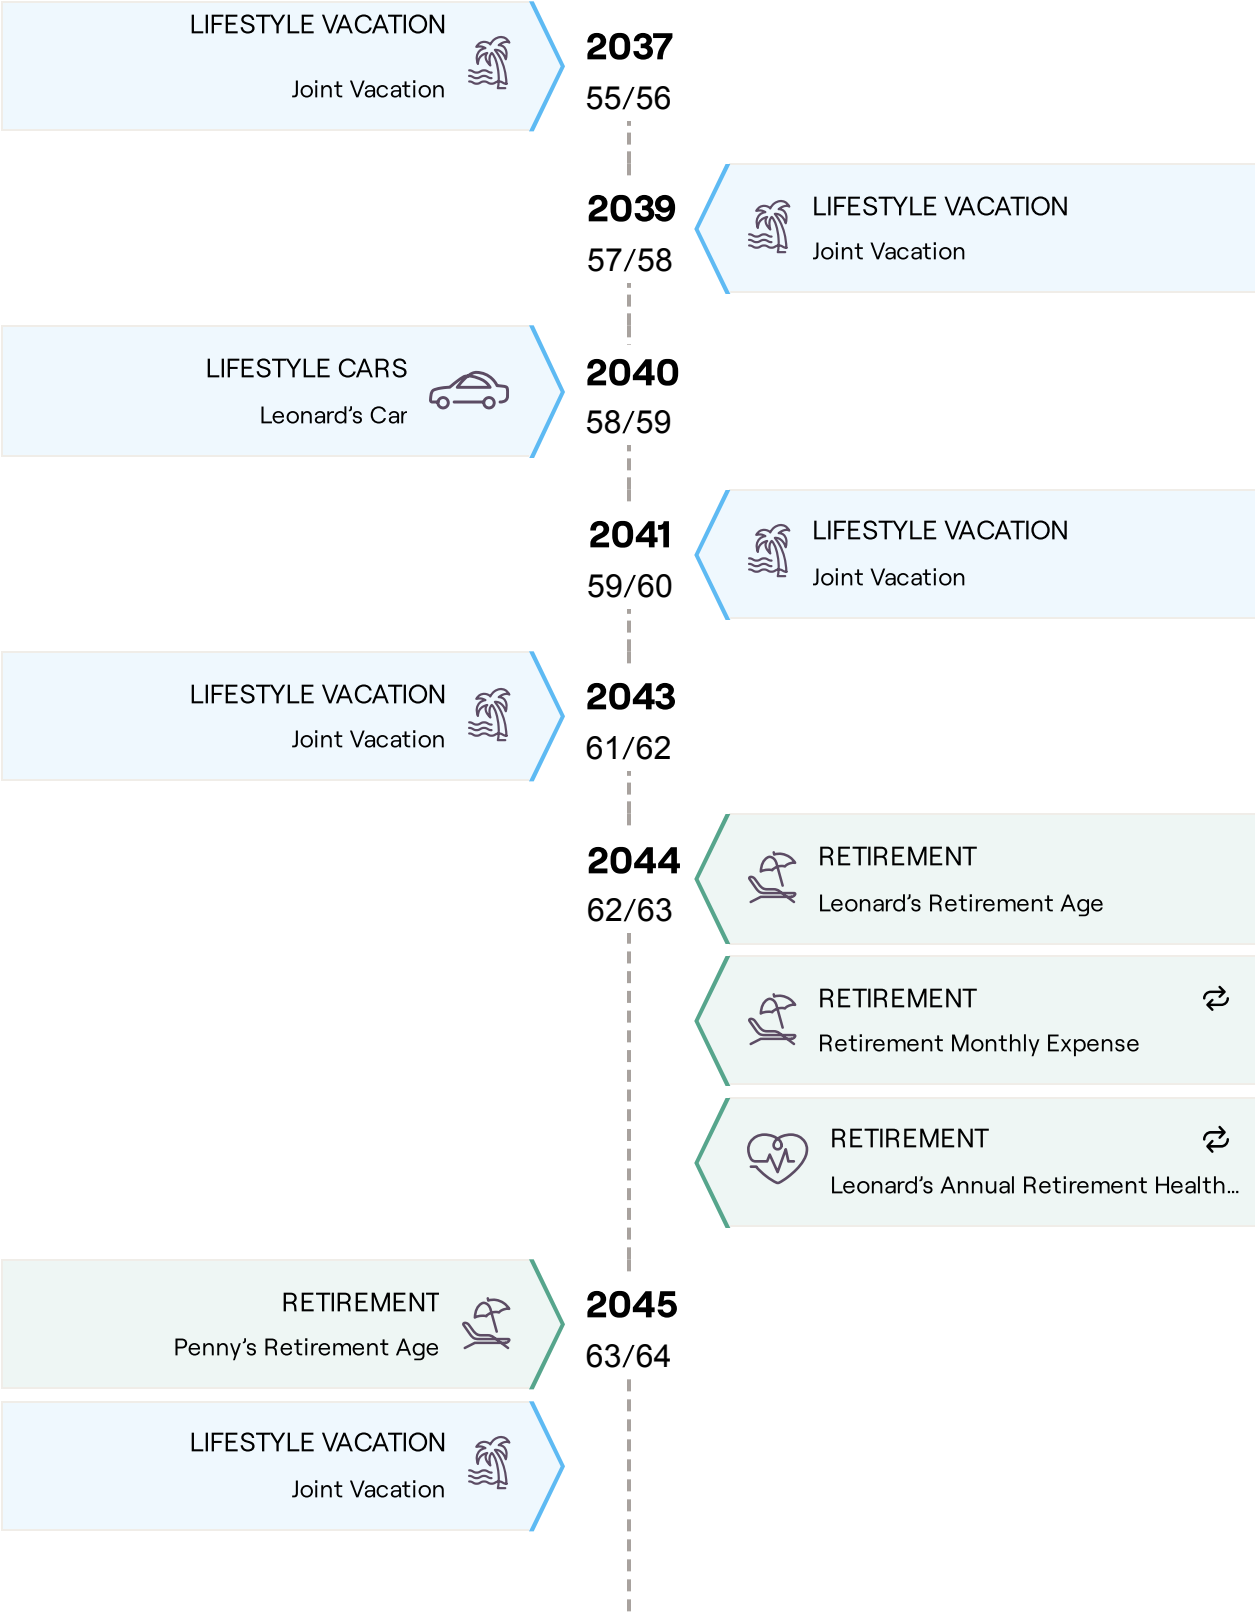 LIFESTYLE VACATION
Joint Vacation
2037
55/56
2039
57/58
LIFESTYLE VACATION
Joint Vacation
LIFESTYLE CARS
Leonard's Car
2040
58/59
2041
59/60
LIFESTYLE VACATION
Joint Vacation
LIFESTYLE VACATION
Joint Vacation
2043
61/62
2044
62/63
RETIREMENT
Leonard's Retirement Age
RETIREMENT
Retirement Monthly Expense
RETIREMENT
Leonard's Annual Retirement Health...
RETIREMENT
Penny's Retirement Age
2045
63/64
LIFESTYLE VACATION
Joint Vacation